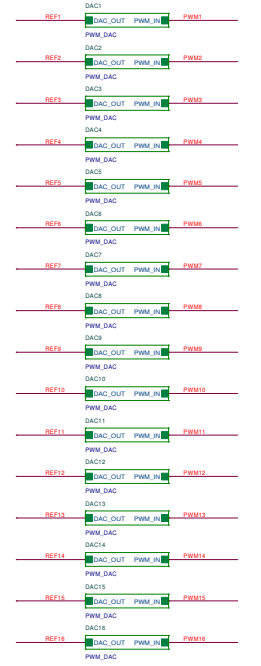 DAC1
REF1 DAC_OUT PWM_IN PWM1
PWM_DAC
DAC2
REF2 DAC_OUT PWM_IN PWM2
PWM_DAC
DAC3
REF3 DAC_OUT PWM_IN PWM3
PWM_DAC
DAC4
REF4 DAC_OUT PWM_IN PWM4
PWM_DAC
DAC5
REF5 DAC_OUT PWM_IN PWM5
PWM_DAC
DAC6
REF6 DAC_OUT PWM_IN PWM6
PWM_DAC
DAC7
REF7 DAC_OUT PWM_IN PWM7
PWM_DAC
DAC8
REF8 DAC_OUT PWM_IN PWM8
PWM_DAC
DAC9
REF9 DAC_OUT PWM_IN PWM9
PWM_DAC
DAC10
REF10 DAC_OUT PWM_IN PWM10
PWM_DAC
DAC11
REF11 DAC_OUT PWM_IN PWM11
PWM_DAC
DAC12
REF12 DAC_OUT PWM_IN PWM12
PWM_DAC
DAC13
REF13 DAC_OUT PWM_IN PWM13
PWM_DAC
DAC14
REF14 DAC_OUT PWM_IN PWM14
PWM_DAC
DAC15
REF15 DAC_OUT PWM_IN PWM15
PWM_DAC
DAC16
REF16 DAC_OUT PWM_IN PWM16
PWM_DAC